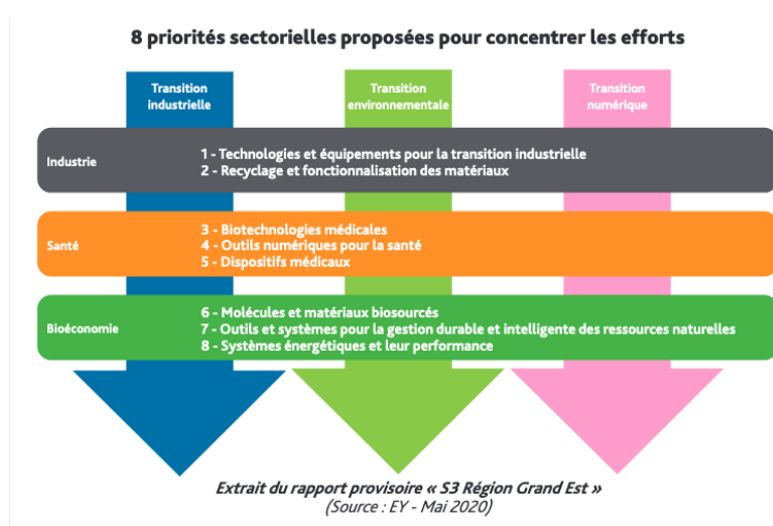 8 priorités sectorielles proposées pour concentrer les efforts
Transition
industrielle
Transition
environnementale
Transition
numérique
Industrie
1 - Technologies et équipements pour la transition industrielle
2 - Recyclage et fonctionnalisation des matériaux
Santé
3 - Biotechnologies médicales
4 - Outils numériques pour la santé
5 - Dispositifs médicaux
Bioéconomie
6 - Molécules et matériaux biosourcés
7 - Outils et systèmes pour la gestion durable et intelligente des ressources naturelles
8 - Systèmes énergétiques et leur performance
Extrait du rapport provisoire « S3 Région Grand Est »
(Source : EY - Mai 2020)